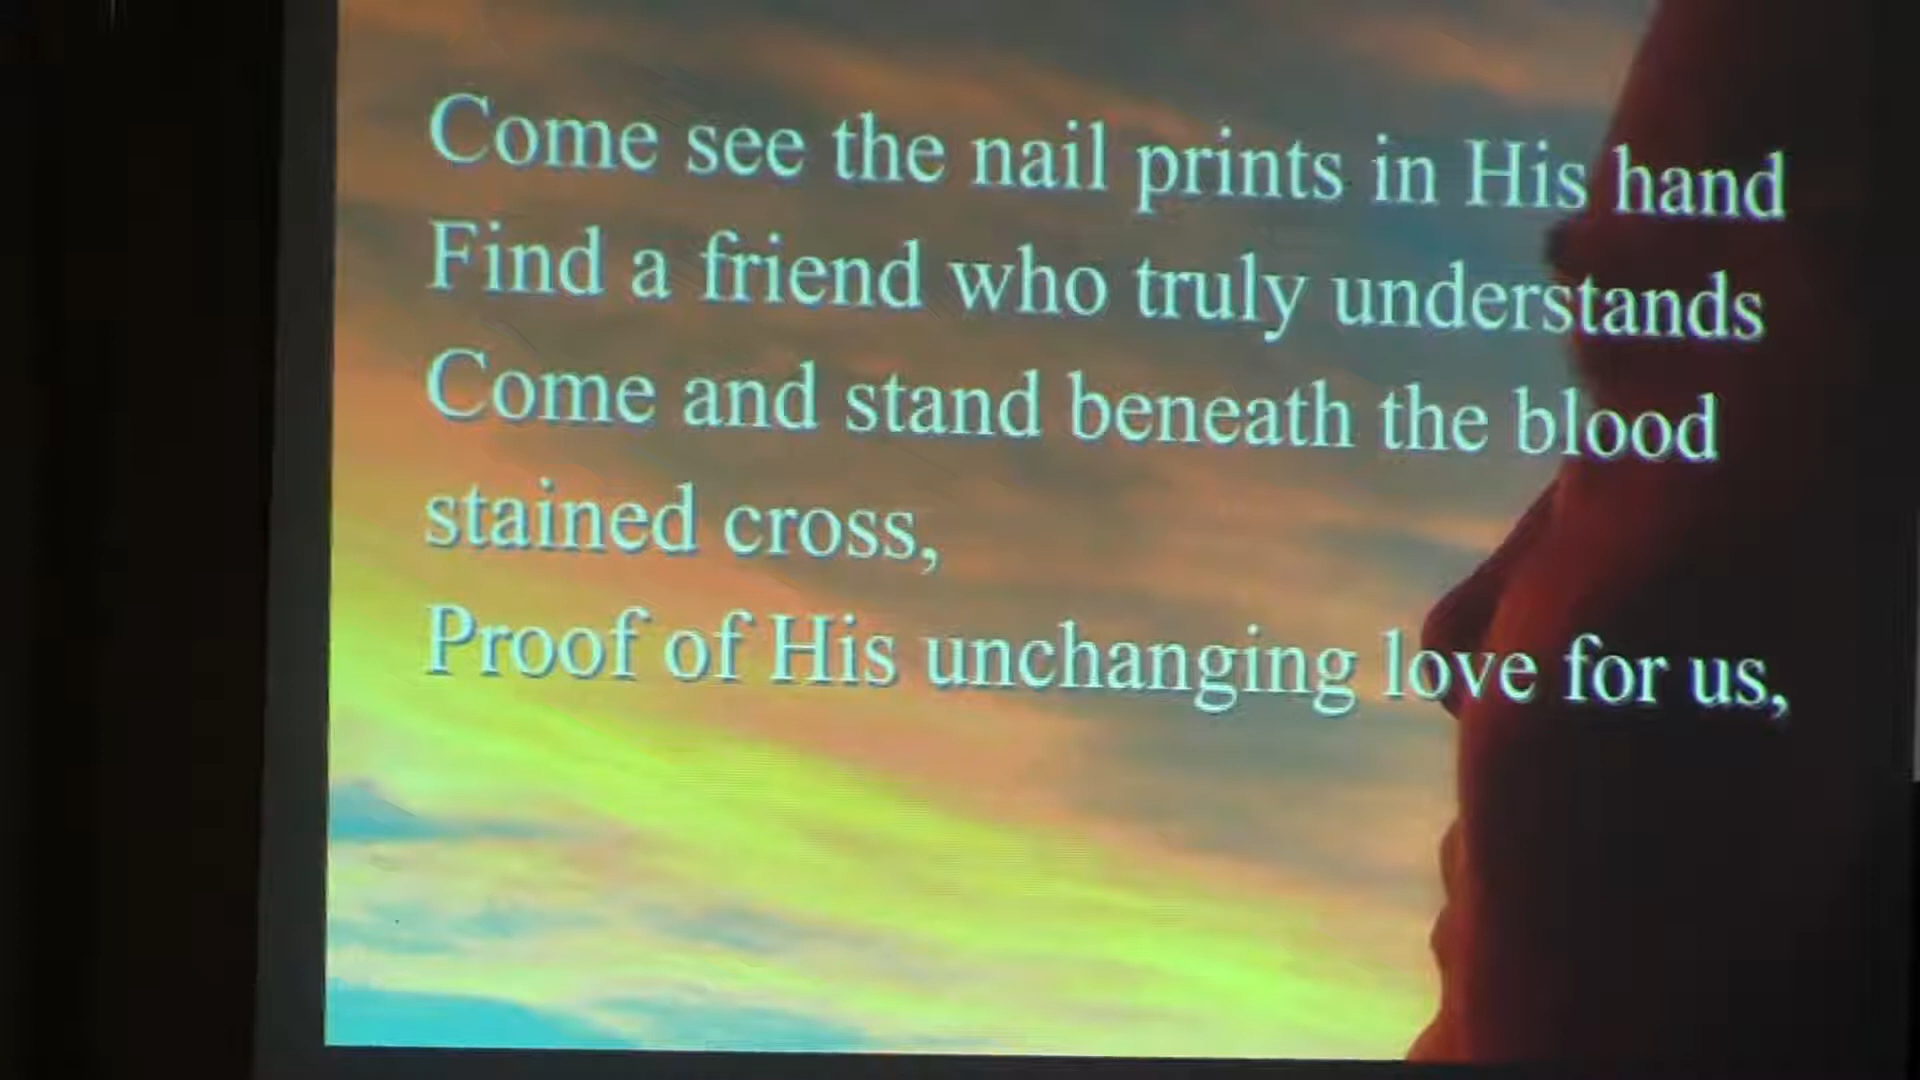 Come see the nail prints in His hand
Find a friend who truly understands
Come and stand beneath the blood
stained cross,
Proof of His unchanging love for us,